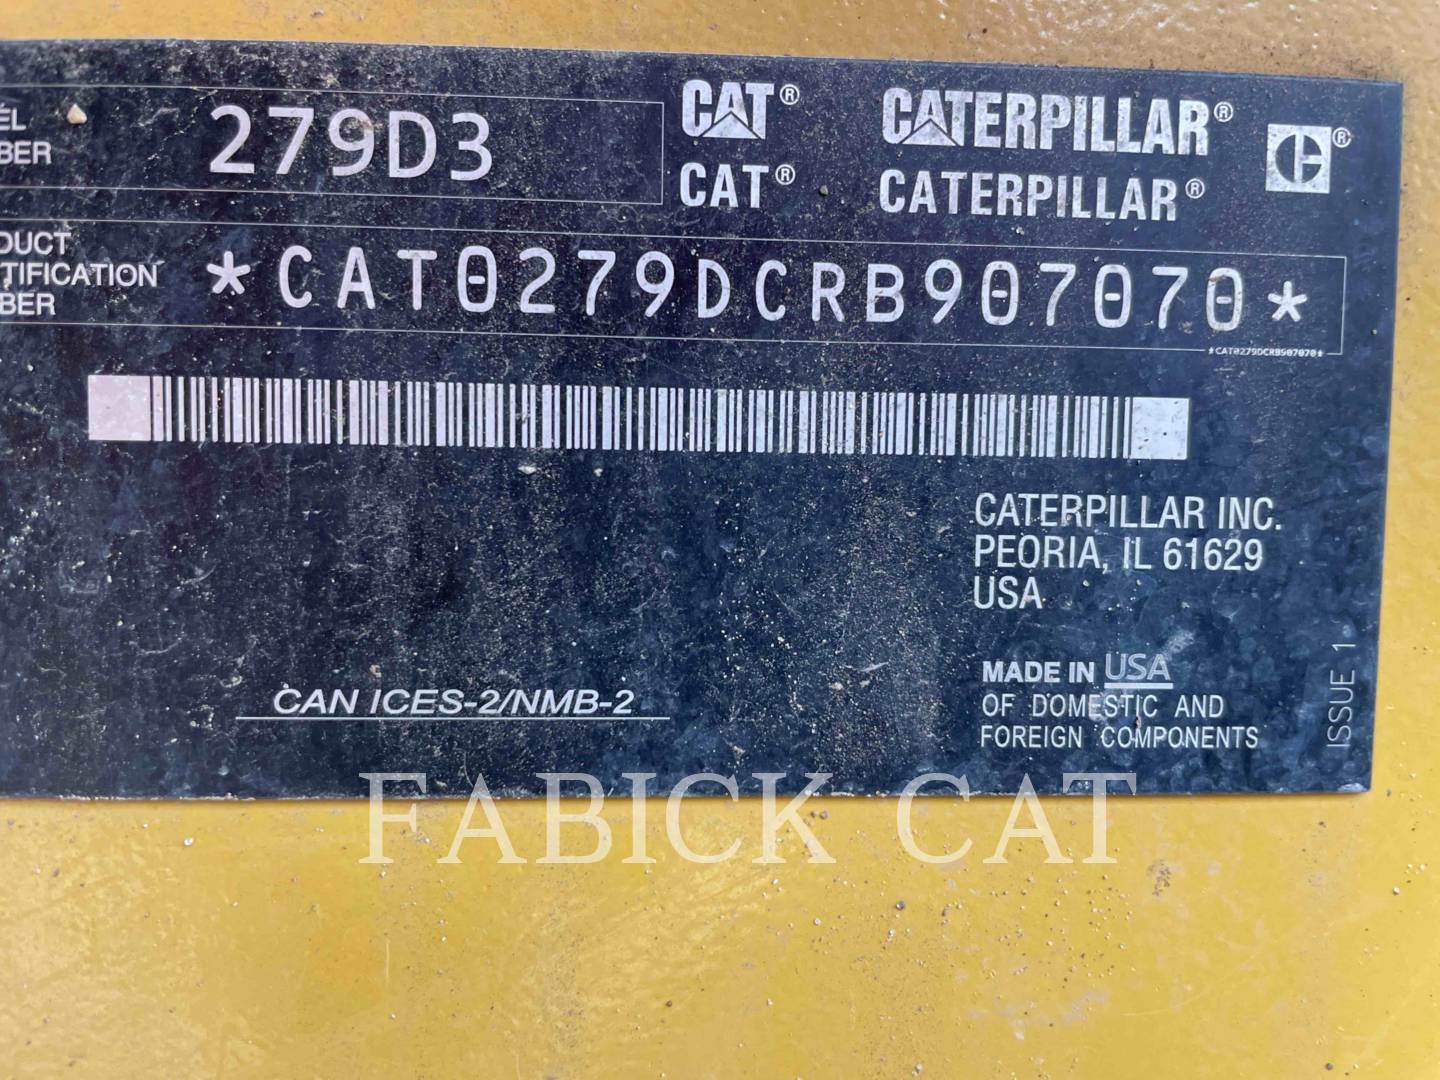 279D3
CAT® CATERPILLAR® ®
CAT® CATERPILLAR®
*CAT0279DCRB907070*
*CAT0279DCRB907070*
CATERPILLAR INC.
PEORIA, IL 61629
USA
MADE IN USA
OF DOMESTIC AND
FOREIGN COMPONENTS
CAN ICES-2/NMB-2
ISSUE 1
FABICK CAT